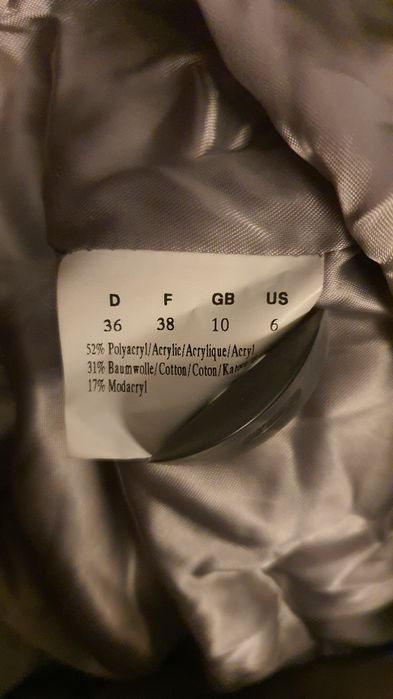 D F GB US
36 38 10 6
52% Polyacryl/Acrylic/Acrylique/Acryl
31% Baumwolle/Cotton/Coton/
17% Modacryl